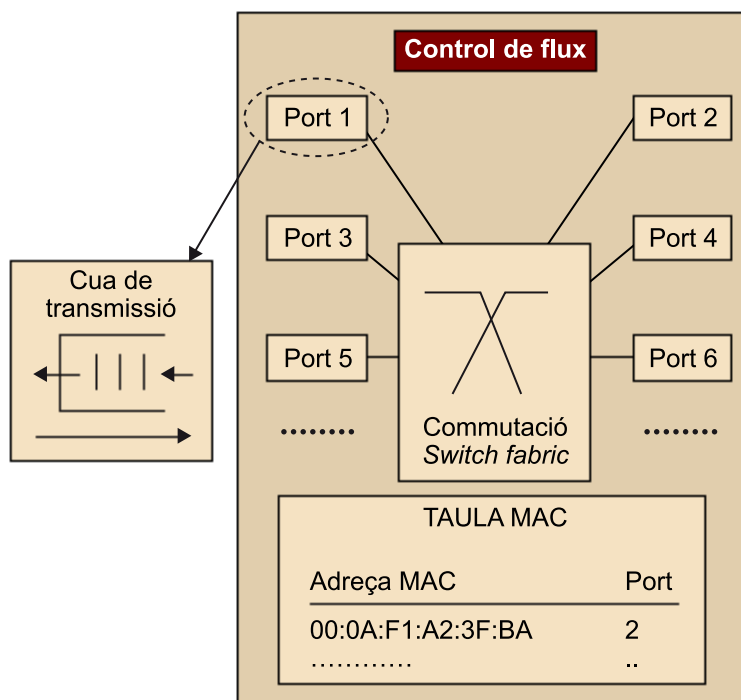 Control de flux
Port 1
Port 2
Port 3
Port 4
Cua de
transmissió
Port 5
Port 6
........
Commutació
Switch fabric
........
TAULA MAC
Adreça MAC Port
00:0A:F1:A2:3F:BA 2
............ ..